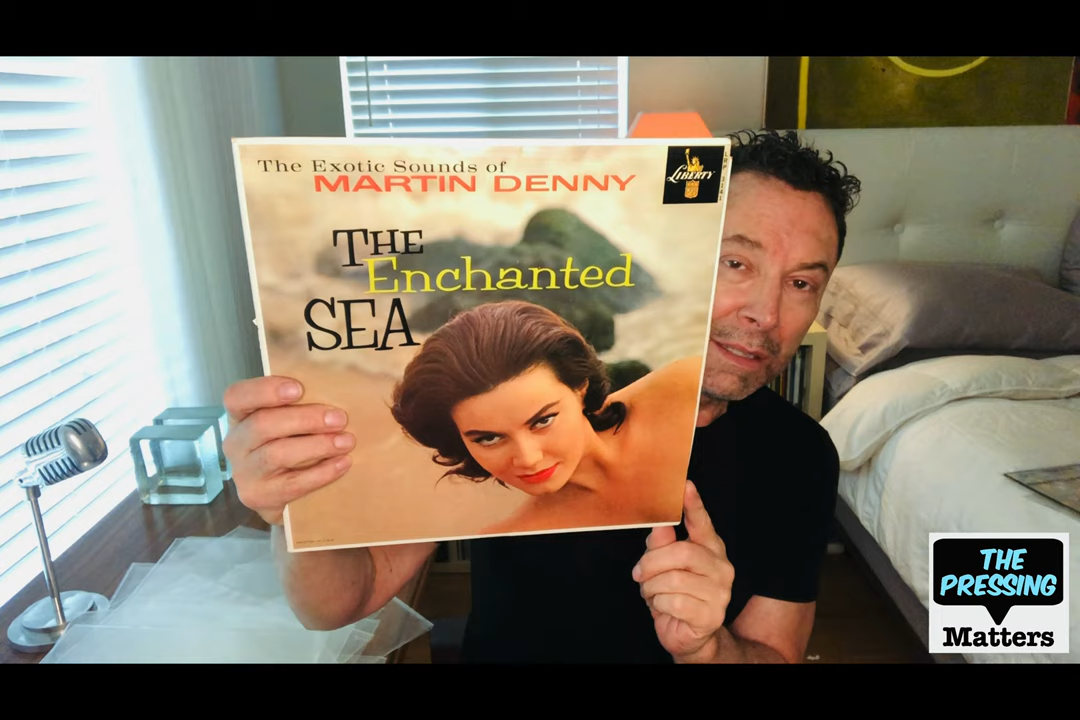 The Exotic Sounds of
MARTIN DENNY
LIBERTY
THE
Enchanted
SEA
THE
PRESSING
Matters